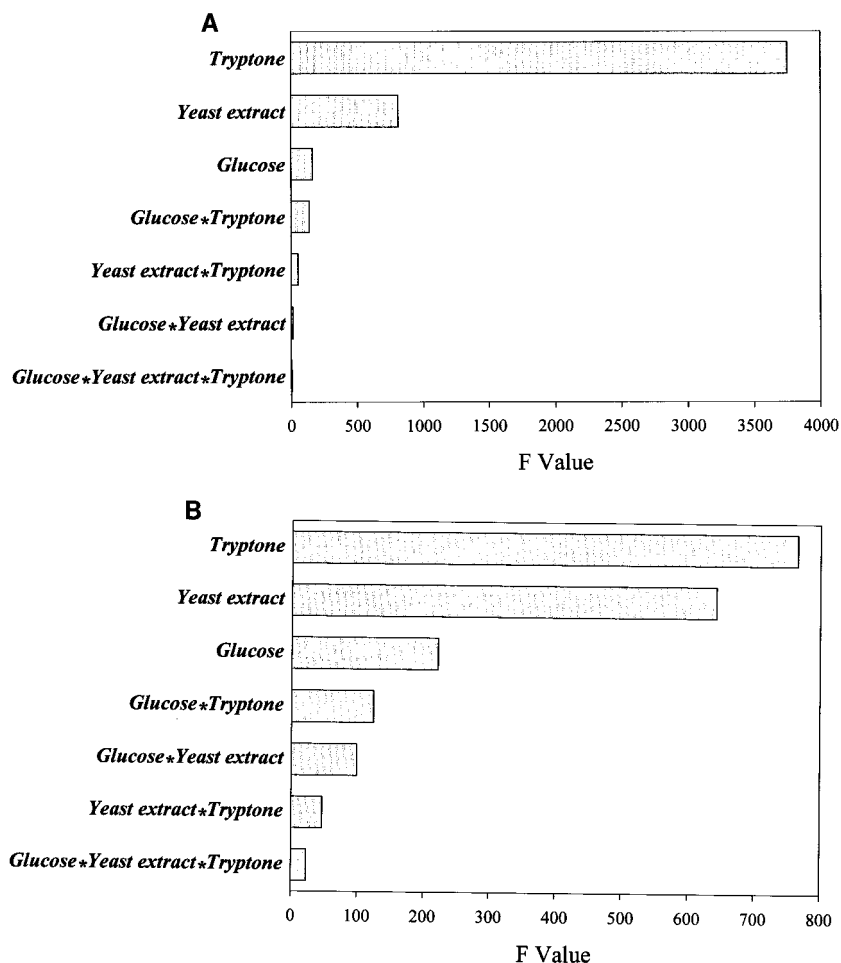 A
Tryptone
Yeast extract
Glucose
Glucose*Tryptone
Yeast extract*Tryptone
Glucose*Yeast extract
Glucose*Yeast extract*Tryptone
0 500 1000 1500 2000 2500 3000 3500 4000
F Value
B
Tryptone
Yeast extract
Glucose
Glucose*Tryptone
Glucose*Yeast extract
Yeast extract*Tryptone
Glucose*Yeast extract*Tryptone
0 100 200 300 400 500 600 700 800
F Value